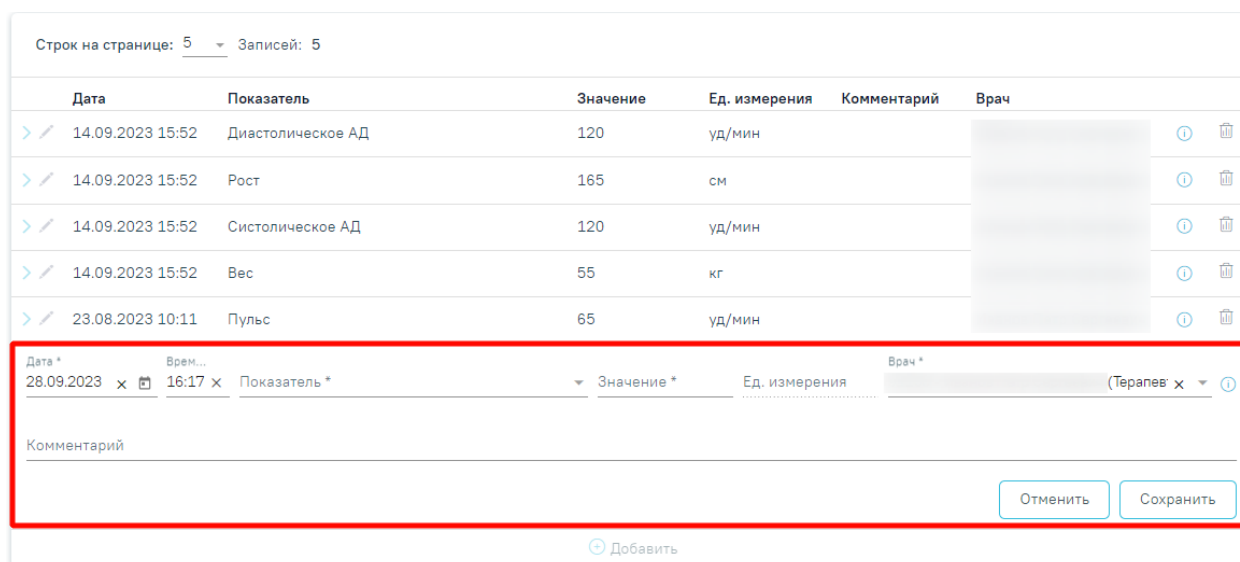 Строк на странице: 5 Записей: 5
Дата Показатель Значение Ед. измерения Комментарий Врач
14.09.2023 15:52 Диастолическое АД 120 уд/мин
14.09.2023 15:52 Рост 165 см
14.09.2023 15:52 Систолическое АД 120 уд/мин
14.09.2023 15:52 Вес 55 кг
23.08.2023 10:11 Пульс 65 уд/мин
Дата * Врем... Врач *
28.09.2023 16:17 Показатель * Значение * Ед. измерения (Терапев
Комментарий
Отменить Сохранить
Добавить